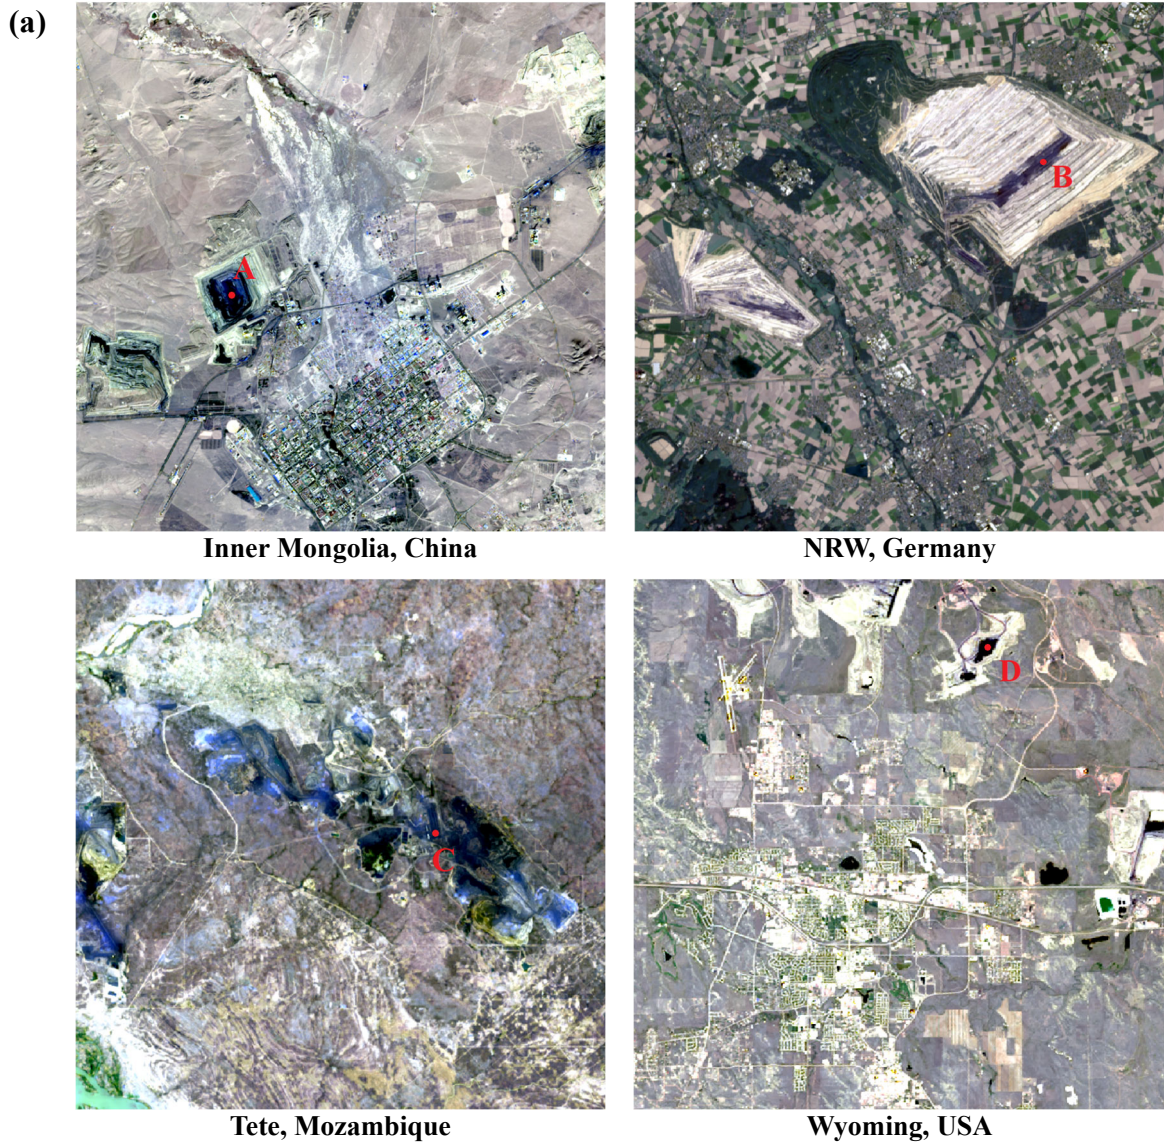 (a)
A
B
Inner Mongolia, China
NRW, Germany
C
D
Tete, Mozambique
Wyoming, USA